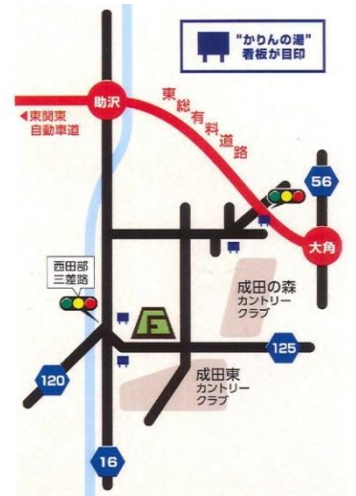 "かりんの湯"
看板が目印
助沢
◀東関東
自動車道
東総有料道路
56
大角
西田部
三差路
成田の森
カントリー
クラブ
125
成田東
カントリー
クラブ
120
16